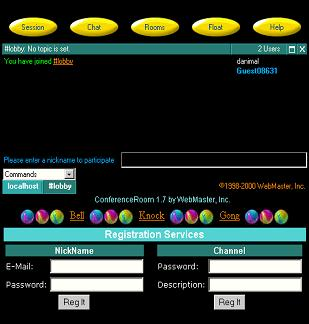 Session Chat Rooms Float Help
#lobby: No topic is set. 2 Users
You have joined #lobby danimal
Guest08631
Please enter a nickname to participate
Commands
localhost #lobby ©1998-2000 WebMaster, Inc.
ConferenceRoom 1.7 by WebMaster, Inc.
Bell Knock Gong
Registration Services
NickName Channel
E-Mail: Password:
Password: Description:
Reg It Reg It